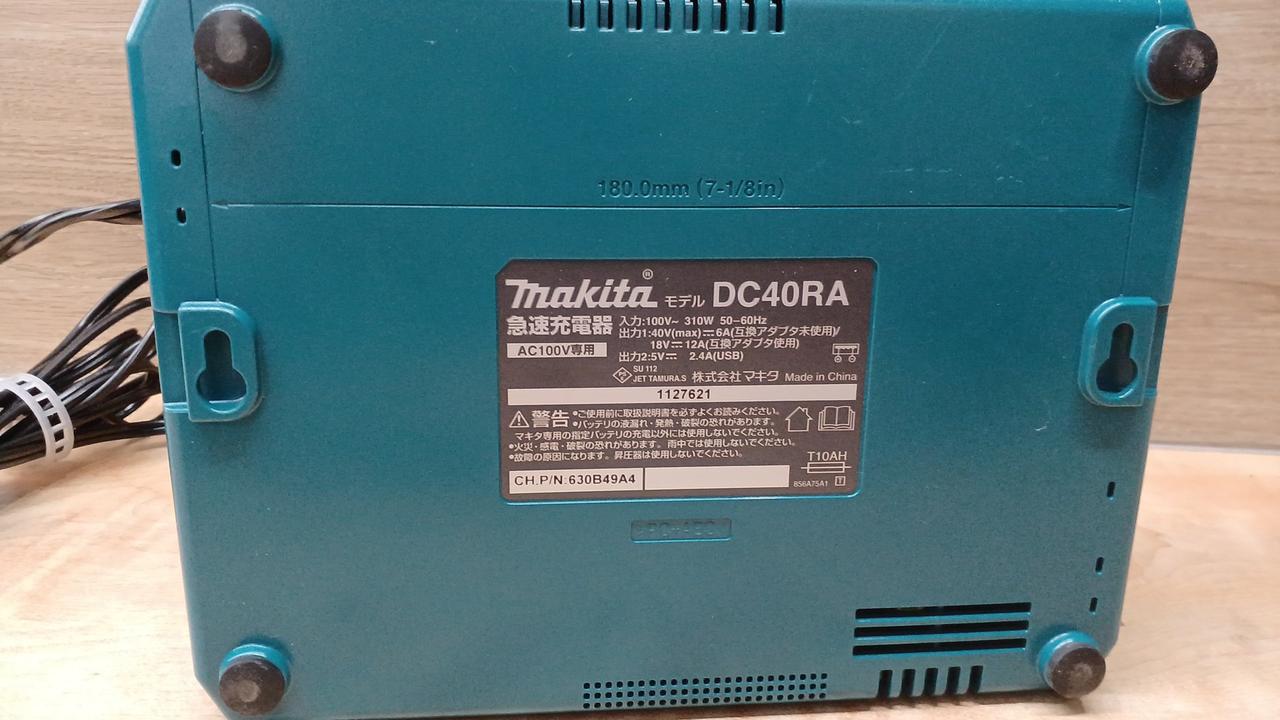 180.0mm (7-1/8in)
makita® モデル DC40RA
急速充電器 入力:100V~ 310W 50-60Hz
出力1:40V(max)⎓6A(互換アダプタ未使用)/
AC100V専用 18V⎓12A(互換アダプタ使用)
出力2:5V⎓ 2.4A(USB)
PS E SU 112
JET TAMURA.S 株式会社 マキタ Made in China
1127621
警告 •ご使用前に取扱説明書を必ずよくお読みください。
•バッテリの液漏れ・発熱・破裂の恐れがあります。
マキタ専用の指定バッテリの充電以外には使用しないでください。
•火災・感電・破裂の恐れがあります。雨中では使用しないでください。
•故障の原因になります。昇圧器は使用しないでください。
T10AH
CH.P/N:630B49A4
856A75A1 T
>PC+ABS<